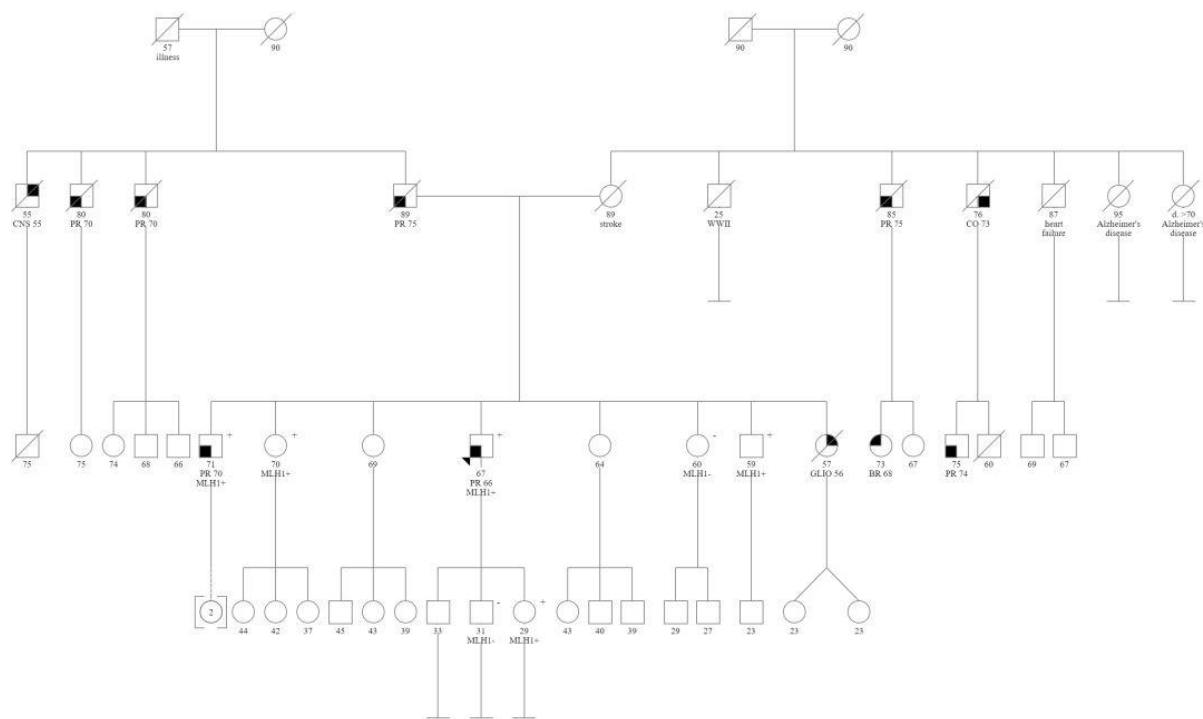 57
illness
90
90
90
55
CNS 55
80
PR 70
80
PR 70
89
PR 75
89
stroke
25
WWII
85
PR 75
76
CO 73
87
heart
failure
95
Alzheimer's
disease
d. >70
Alzheimer's
disease
75
75
74
68
66
+
71
PR 70
MLH1+
+
70
MLH1+
69
+
67
PR 66
MLH1+
64
-
60
MLH1-
+
59
MLH1+
57
GLIO 56
73
BR 68
67
75
PR 74
60
69
67
2
44
42
37
45
43
39
33
-
31
MLH1-
+
29
MLH1+
43
40
39
29
27
23
23
23